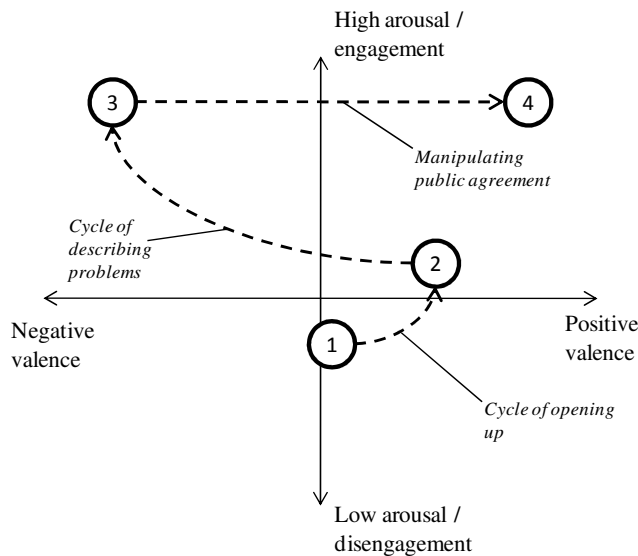 High arousal /
engagement
3
4
Manipulating
public agreement
Cycle of
describing
problems
2
Negative
valence
Positive
valence
1
Cycle of opening
up
Low arousal /
disengagement